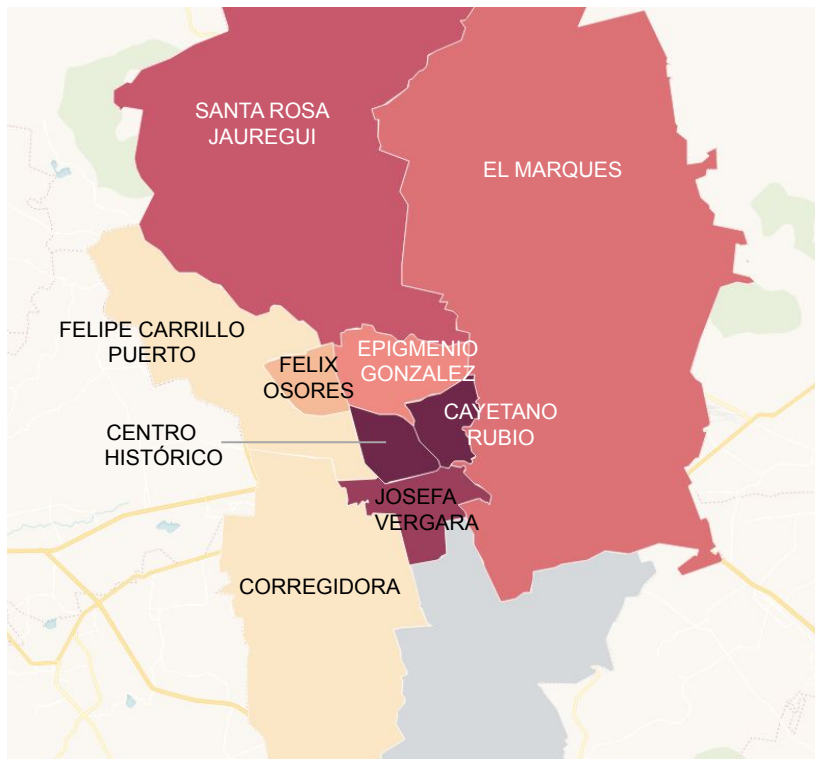 SANTA ROSA
JAUREGUI
EL MARQUES
FELIPE CARRILLO
PUERTO
FELIX
OSORES
EPIGMENIO
GONZALEZ
CAYETANO
RUBIO
CENTRO
HISTÓRICO
JOSEFA
VERGARA
CORREGIDORA